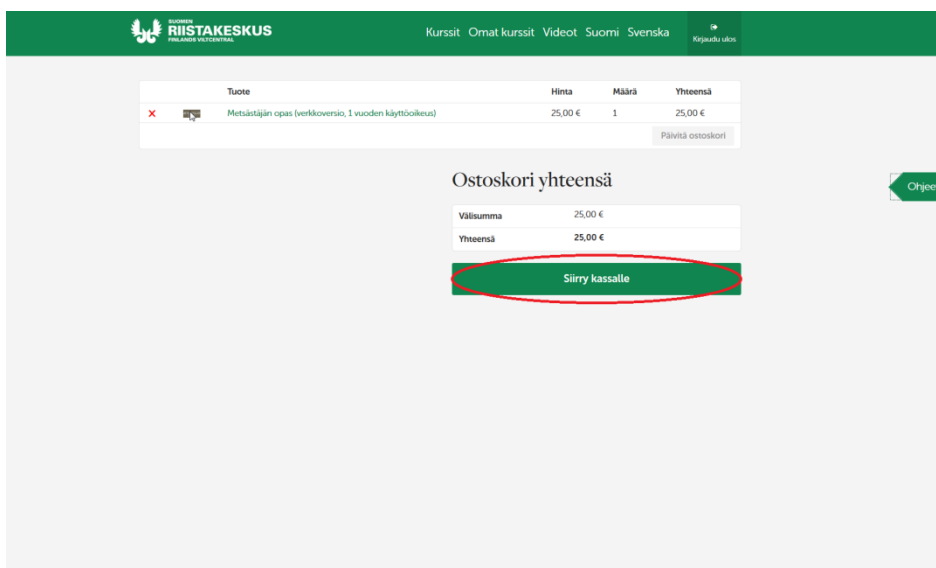 SUOMEN
RIISTAKESKUS
FINLANDS VILTCENTRAL
Kurssit Omat kurssit Videot Suomi Svenska Kirjaudu ulos
Tuote Hinta Määrä Yhteensä
Metsästäjän opas (verkkoversio, 1 vuoden käyttöoikeus) 25,00 € 1 25,00 €
Päivitä ostoskori
Ostoskori yhteensä
Ohjee
Välisumma 25,00 €
Yhteensä 25,00 €
Siirry kassalle